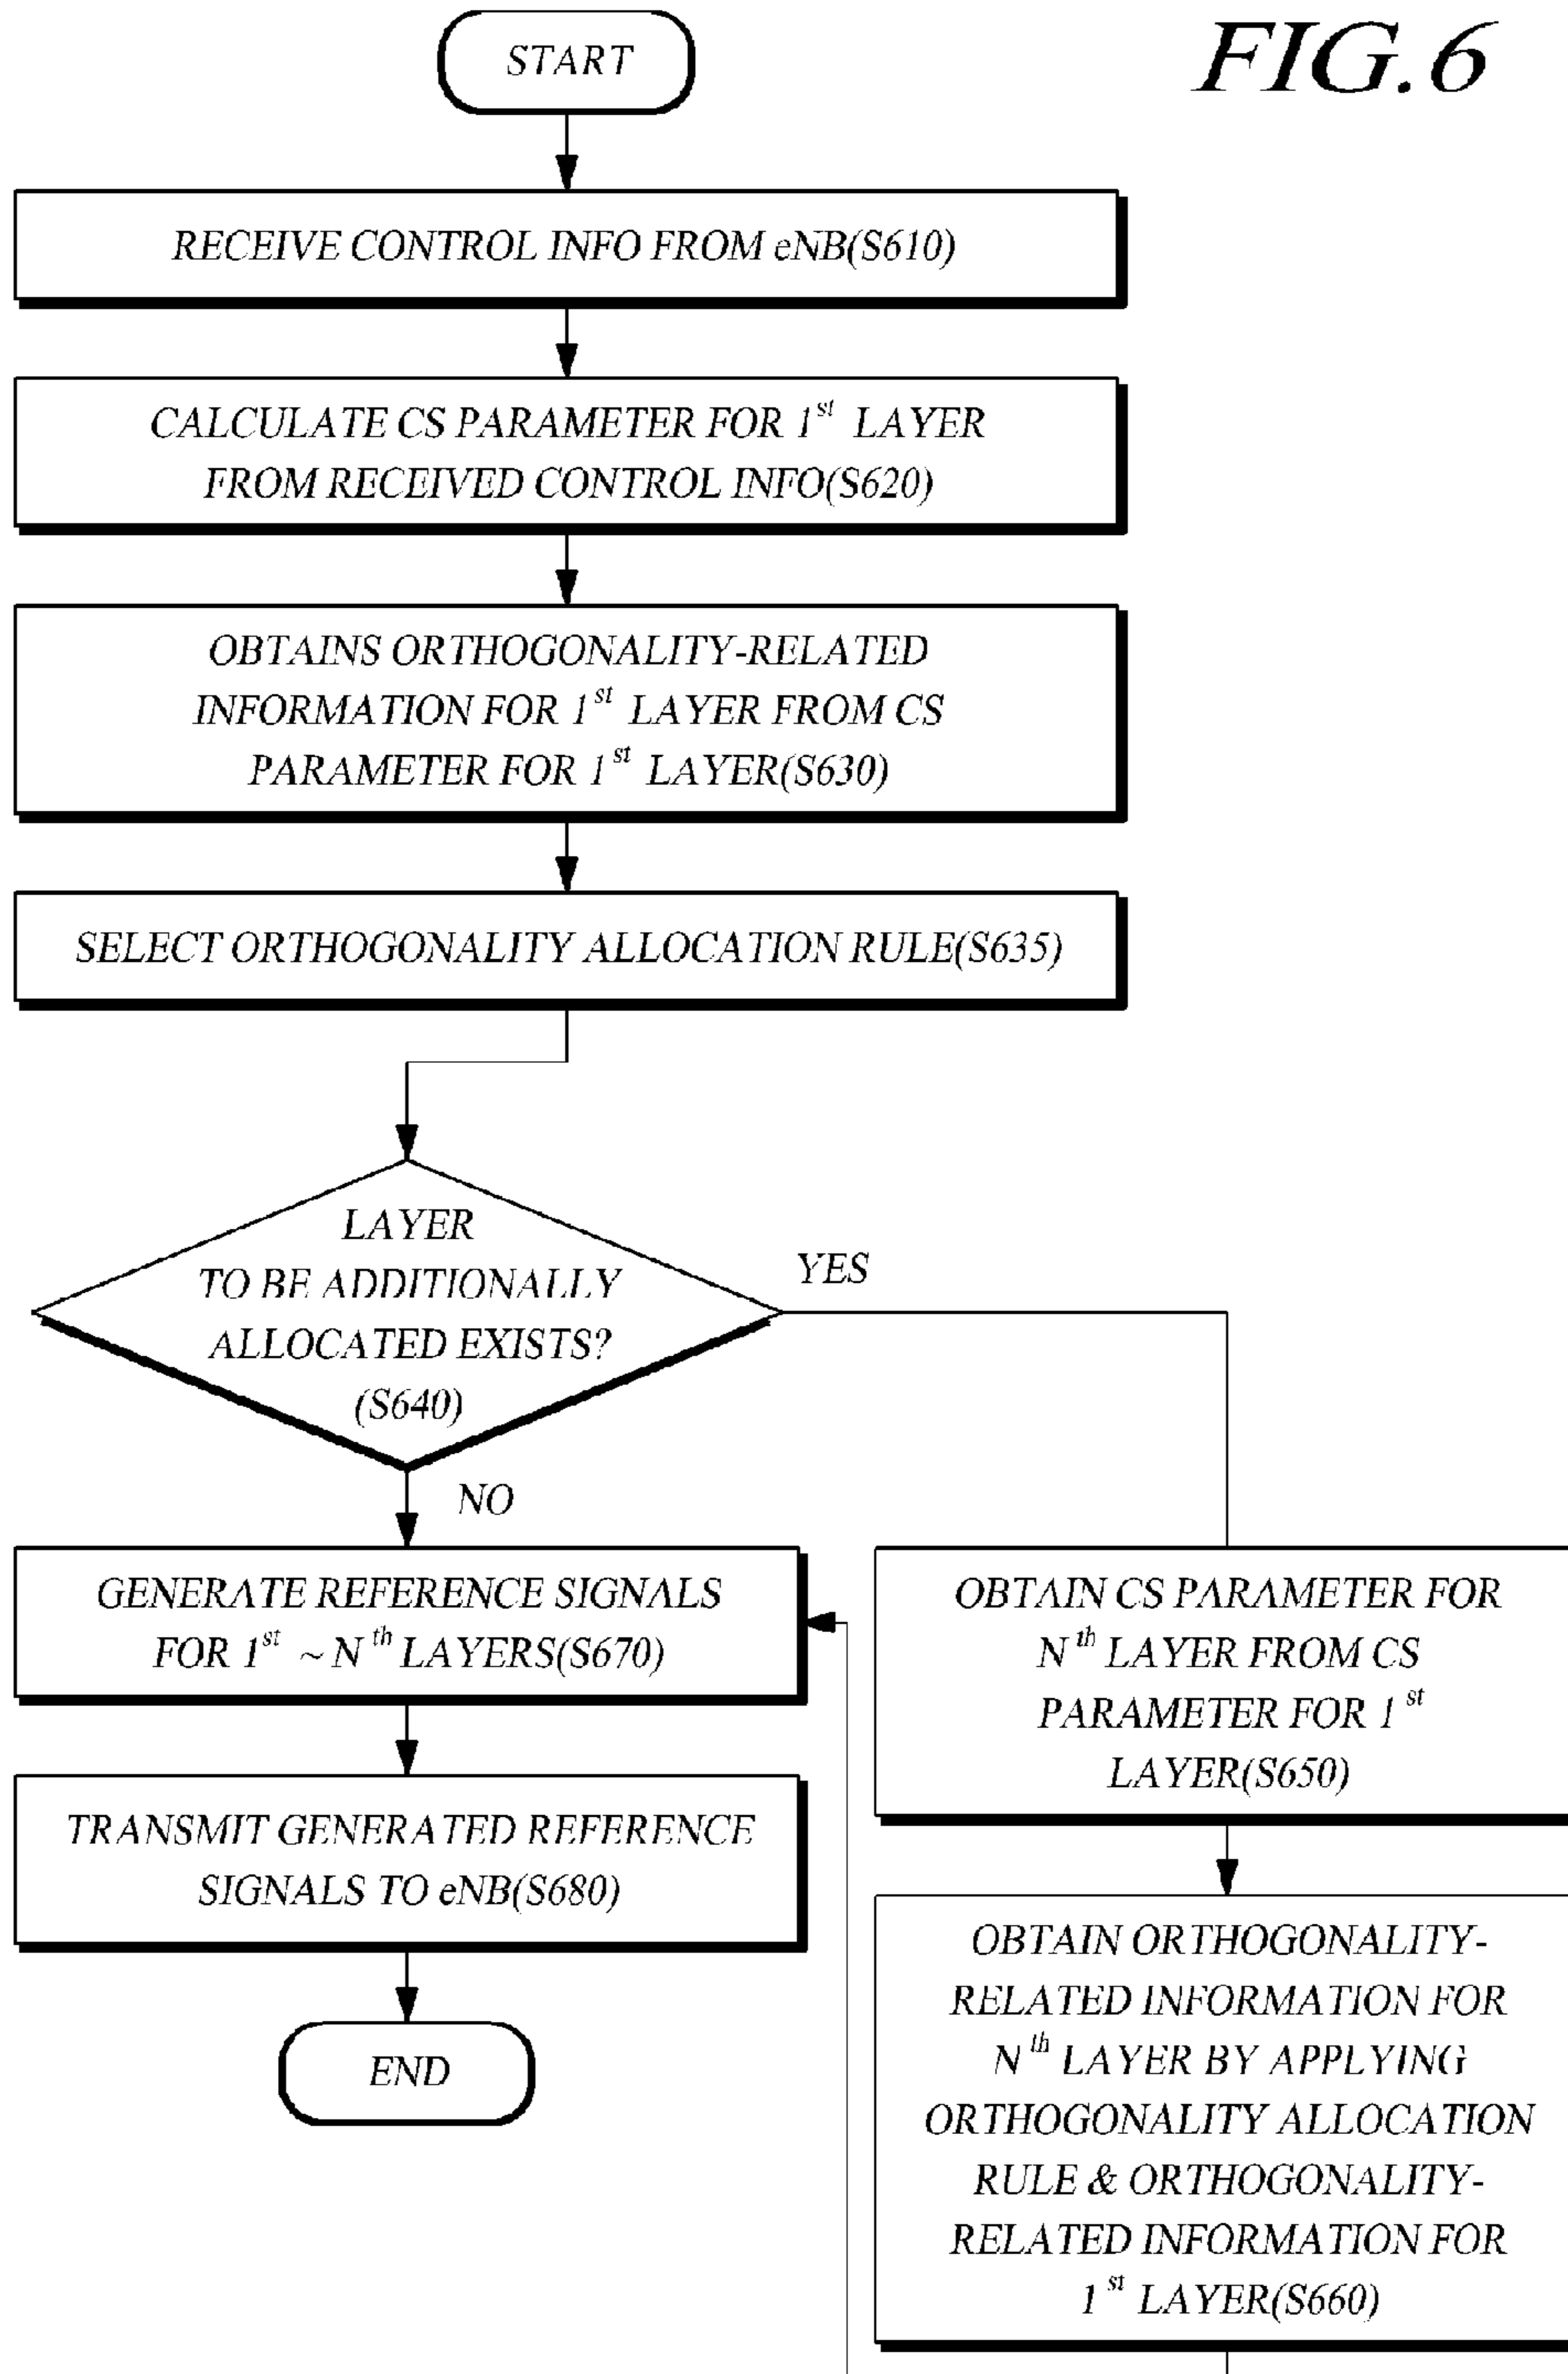 FIG.6
START
RECEIVE CONTROL INFO FROM eNB(S610)
CALCULATE CS PARAMETER FOR 1st LAYER
FROM RECEIVED CONTROL INFO(S620)
OBTAINS ORTHOGONALITY-RELATED
INFORMATION FOR 1st LAYER FROM CS
PARAMETER FOR 1st LAYER(S630)
SELECT ORTHOGONALITY ALLOCATION RULE(S635)
LAYER
TO BE ADDITIONALLY
ALLOCATED EXISTS?
(S640)
YES
NO
GENERATE REFERENCE SIGNALS
FOR 1st ~ Nth LAYERS(S670)
TRANSMIT GENERATED REFERENCE
SIGNALS TO eNB(S680)
END
OBTAIN CS PARAMETER FOR
Nth LAYER FROM CS
PARAMETER FOR 1st
LAYER(S650)
OBTAIN ORTHOGONALITY-
RELATED INFORMATION FOR
Nth LAYER BY APPLYING
ORTHOGONALITY ALLOCATION
RULE & ORTHOGONALITY-
RELATED INFORMATION FOR
1st LAYER(S660)